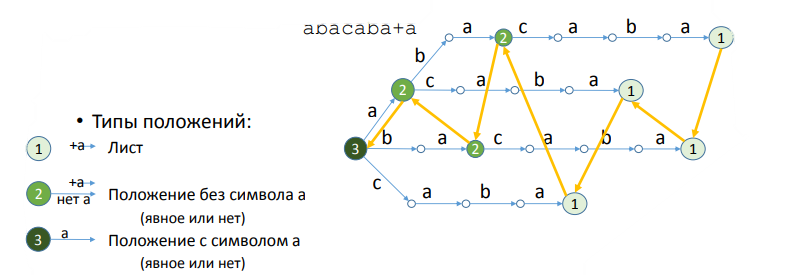 abacaba+a
a c a b a
2 1
b
2 c a b a 1
a
3 b a 2 c a b a 1
c
a b a 1
• Типы положений:
1 +a Лист
+a
2 нет a Положение без символа a
(явное или нет)
3 a Положение с символом a
(явное или нет)